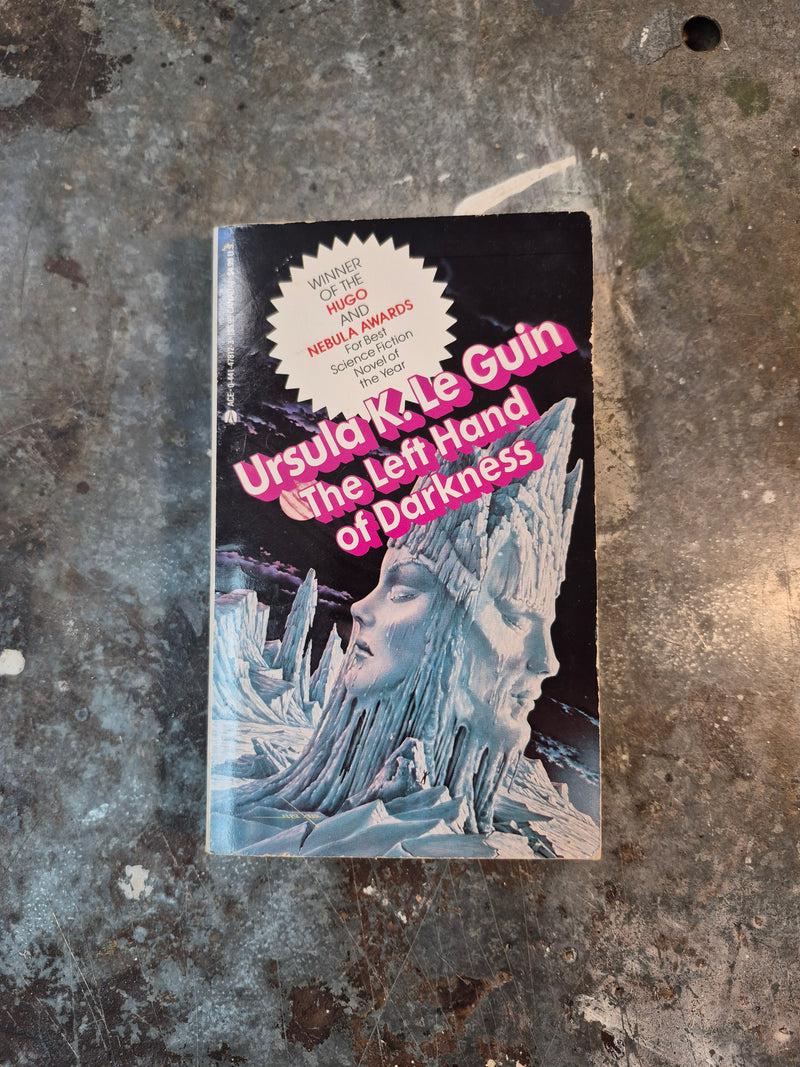 WINNER
OF THE
HUGO
AND
NEBULA AWARDS
For Best
Science Fiction
Novel of
the Year
Ursula K. Le Guin
The Left Hand
of Darkness
ACE